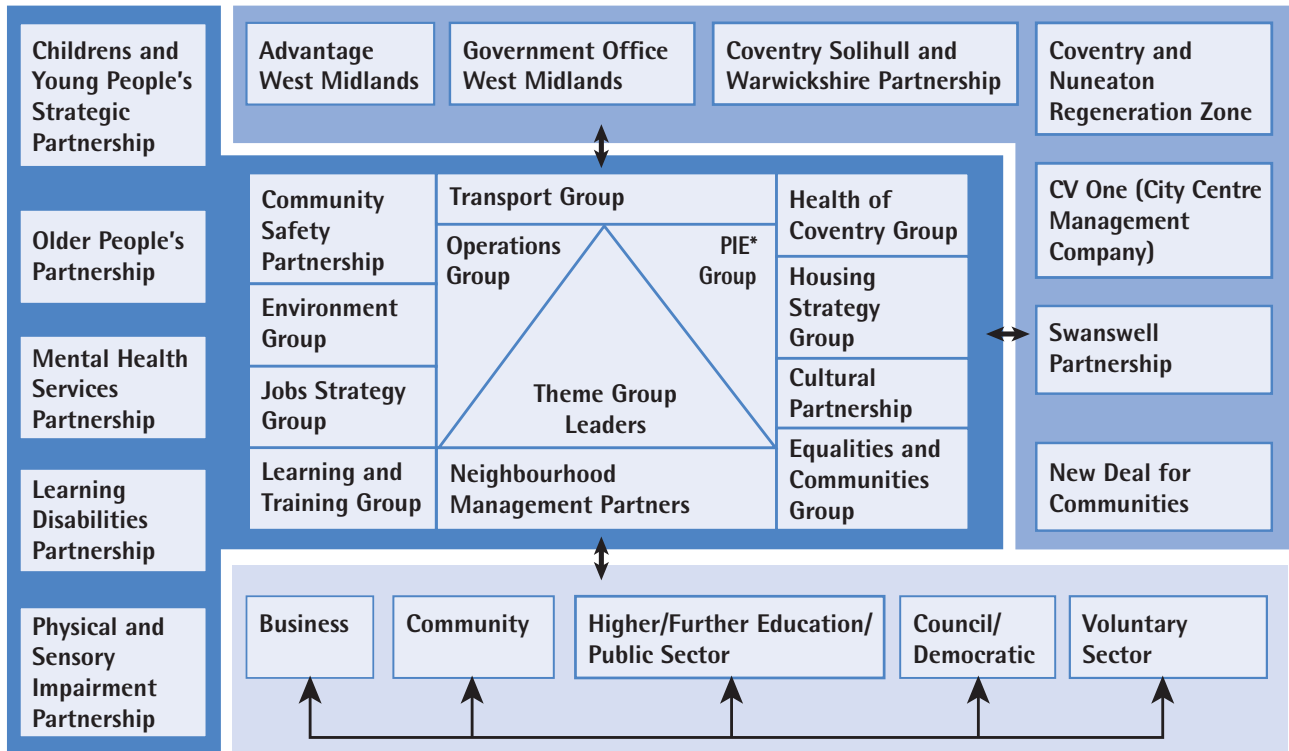 Childrens and
Young People's
Strategic
Partnership
Older People's
Partnership
Mental Health
Services
Partnership
Learning
Disabilities
Partnership
Physical and
Sensory
Impairment
Partnership
Advantage
West Midlands
Government Office
West Midlands
Coventry Solihull and
Warwickshire Partnership
Coventry and
Nuneaton
Regeneration Zone
CV One (City Centre
Management
Company)
Swanswell
Partnership
New Deal for
Communities
Community
Safety
Partnership
Environment
Group
Jobs Strategy
Group
Learning and
Training Group
Transport Group
Operations
Group
PIE*
Group
Theme Group
Leaders
Neighbourhood
Management Partners
Health of
Coventry Group
Housing
Strategy
Group
Cultural
Partnership
Equalities and
Communities
Group
Business
Community
Higher/Further Education/
Public Sector
Council/
Democratic
Voluntary
Sector